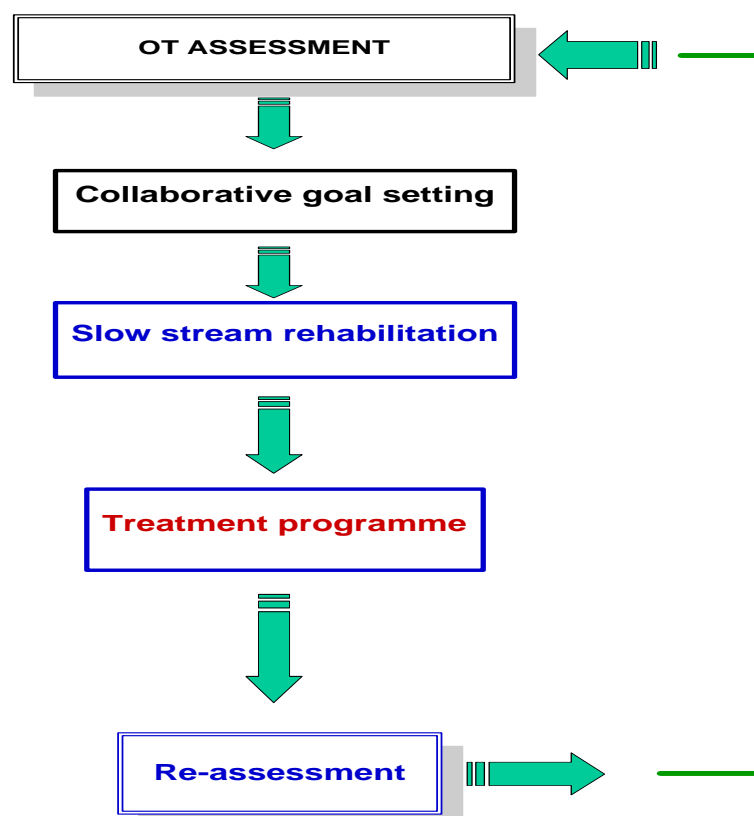 OT ASSESSMENT
Collaborative goal setting
Slow stream rehabilitation
Treatment programme
Re-assessment